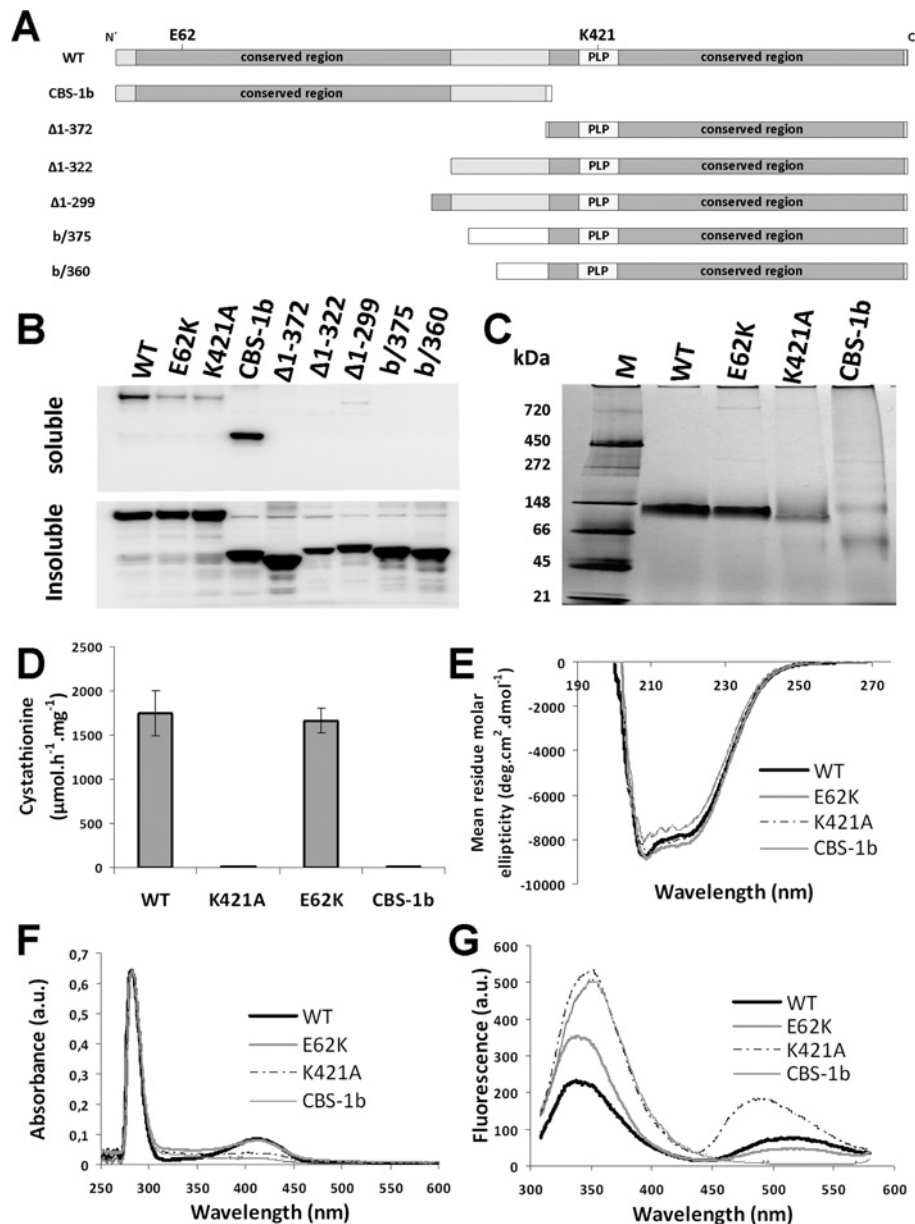 A
N´ E62 K421 C
WT conserved region PLP conserved region
CBS-1b conserved region
Δ1-372 PLP conserved region
Δ1-322 PLP conserved region
Δ1-299 PLP conserved region
b/375 PLP conserved region
b/360 PLP conserved region
B
WT E62K K421A CBS-1b Δ1-372 Δ1-322 Δ1-299 b/375 b/360
soluble
Insoluble
C
kDa M WT E62K K421A CBS-1b
720
450
272
148
66
45
21
D
Cystathionine
(µmol.h⁻¹.mg⁻¹)
2500
2000
1500
1000
500
0
WT K421A E62K CBS-1b
E
Mean residue molar
ellipticity (deg.cm².dmol⁻¹)
190 210 230 250 270
0
-2000
-4000
-6000
-8000
-10000
WT
E62K
K421A
CBS-1b
Wavelength (nm)
F
Absorbance (a.u.)
0,8
0,7
0,6
0,5
0,4
0,3
0,2
0,1
0
WT
E62K
K421A
CBS-1b
250 300 350 400 450 500 550 600
Wavelength (nm)
G
Fluorescence (a.u.)
600
500
400
300
200
100
0
WT
E62K
K421A
CBS-1b
300 350 400 450 500 550 600
Wavelength (nm)